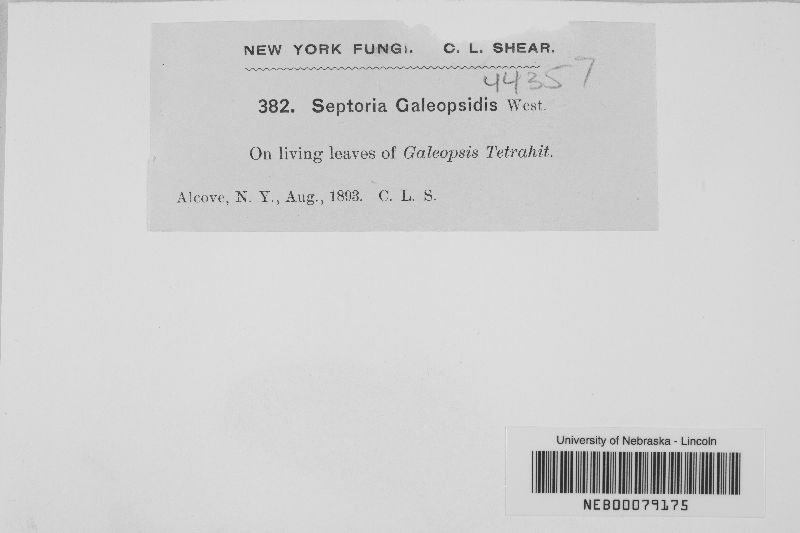 NEW YORK FUNGI. C. L. SHEAR.
44357
382. Septoria Galeopsidis West.
On living leaves of Galeopsis Tetrahit.
Alcove, N. Y., Aug., 1893. C. L. S.
University of Nebraska - Lincoln
NEB00079175